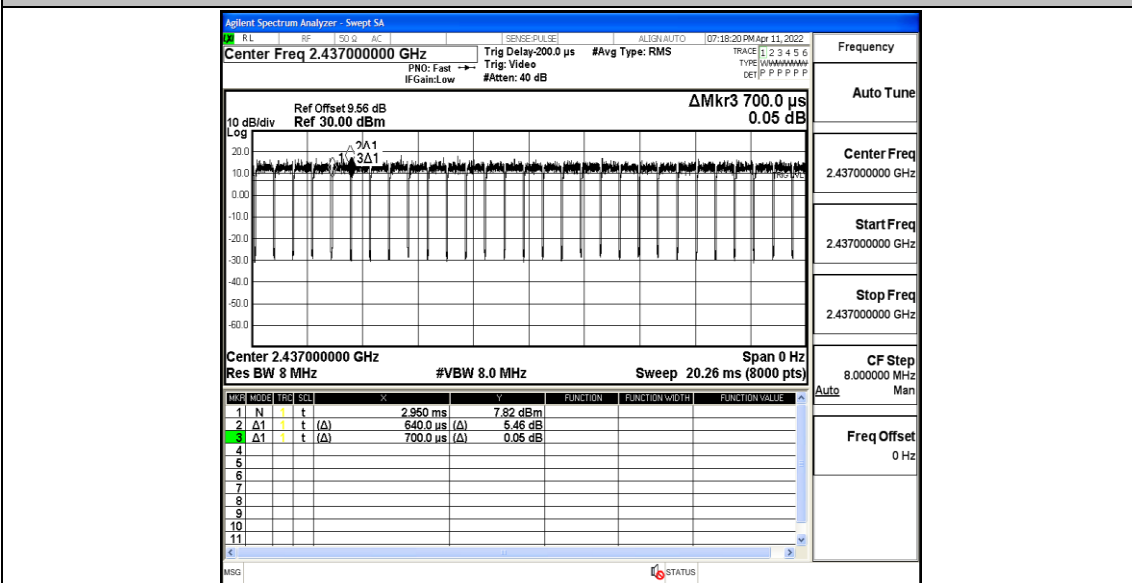 Agilent Spectrum Analyzer - Swept SA
RL RF 50 Ω AC SENSE:PULSE ALIGN AUTO 07:18:20 PM Apr 11, 2022
Center Freq 2.437000000 GHz
PNO: Fast
IFGain:Low
Trig Delay-200.0 µs
Trig: Video
#Atten: 40 dB
#Avg Type: RMS
TRACE 1 2 3 4 5 6
TYPE
DET P P P P P P
Frequency
Auto Tune
Center Freq
2.437000000 GHz
Start Freq
2.437000000 GHz
Stop Freq
2.437000000 GHz
CF Step
8.000000 MHz
Auto Man
Freq Offset
0 Hz
ΔMkr3 700.0 µs
0.05 dB
Ref Offset 9.56 dB
10 dB/div Ref 30.00 dBm
Log
20.0
10.0
0.00
-10.0
-20.0
-30.0
-40.0
-50.0
-60.0
2Δ1
1 3Δ1
TRIG LVL
Center 2.437000000 GHz Span 0 Hz
Res BW 8 MHz #VBW 8.0 MHz Sweep 20.26 ms (8000 pts)
MKR MODE TRC SCL X Y FUNCTION FUNCTION WIDTH FUNCTION VALUE
1 N 1 t 2.950 ms 7.82 dBm
2 Δ1 1 t (Δ) 640.0 µs (Δ) 5.46 dB
3 Δ1 1 t (Δ) 700.0 µs (Δ) 0.05 dB
4
5
6
7
8
9
10
11
MSG STATUS